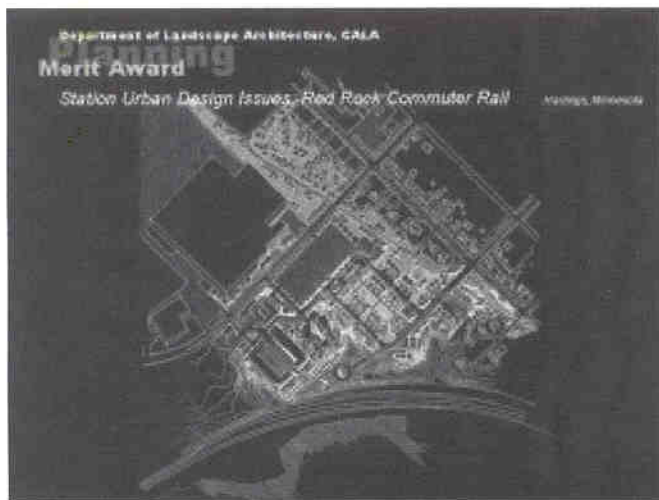 Department of Landscape Architecture, CALA
Planning
Merit Award
Station Urban Design Issues, Red Rock Commuter Rail
Hastings, Minnesota